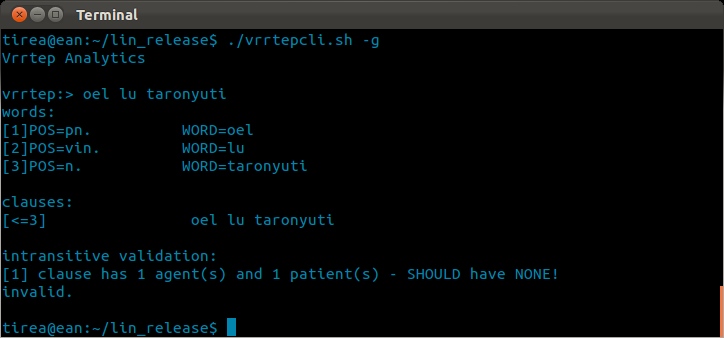 Terminal
tirea@ean:~/lin_release$ ./vrrtepcli.sh -g
Vrrtep Analytics
vrrtep:> oel lu taronyuti
words:
[1]POS=pn.          WORD=oel
[2]POS=vin.         WORD=lu
[3]POS=n.           WORD=taronyuti
clauses:
[<=3]                oel lu taronyuti
intransitive validation:
[1] clause has 1 agent(s) and 1 patient(s) - SHOULD have NONE!
invalid.
tirea@ean:~/lin_release$